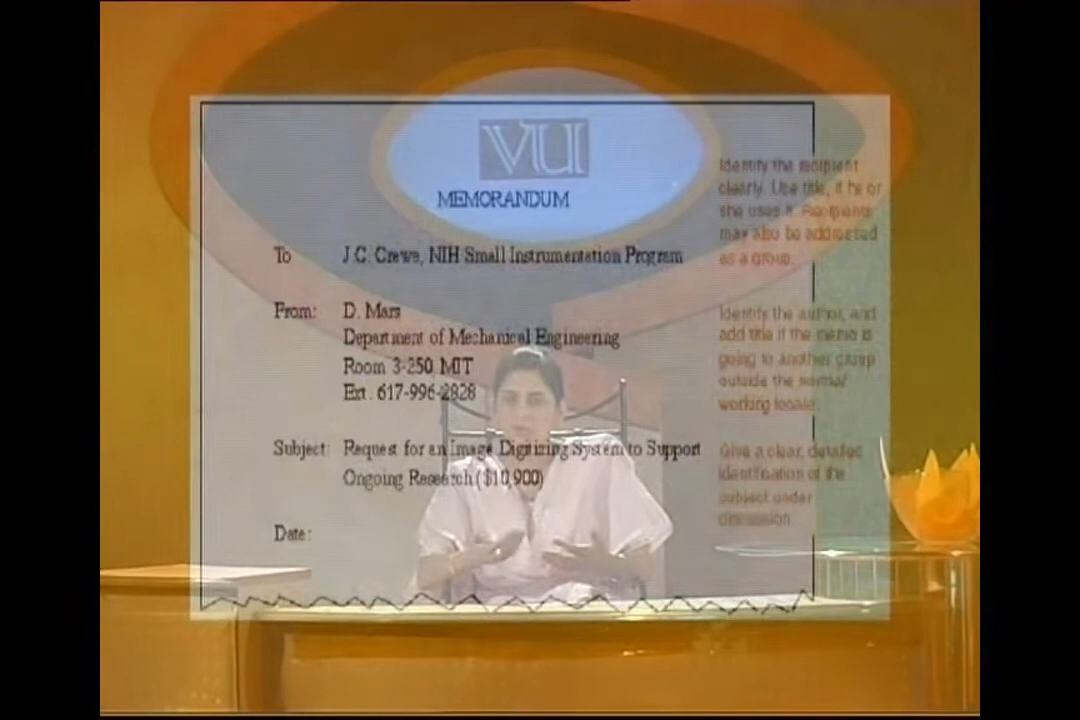 VU
MEMORANDUM
To J.C. Crewe, NIH Small Instrumentation Program
From: D. Mars
Department of Mechanical Engineering
Room 3-250 MIT
Ext. 617-996-2828
Subject: Request for an Image Digitizing System to Support
Ongoing Research ($10,900)
Date:
Identify the recipient
clearly. Use title, if he or
she uses it. Recipients
may also be addressed
as a group.
Identify the author, and
add title if the memo is
going to another group
outside the normal
working locale.
Give a clear, detailed
identification of the
subject under
discussion.